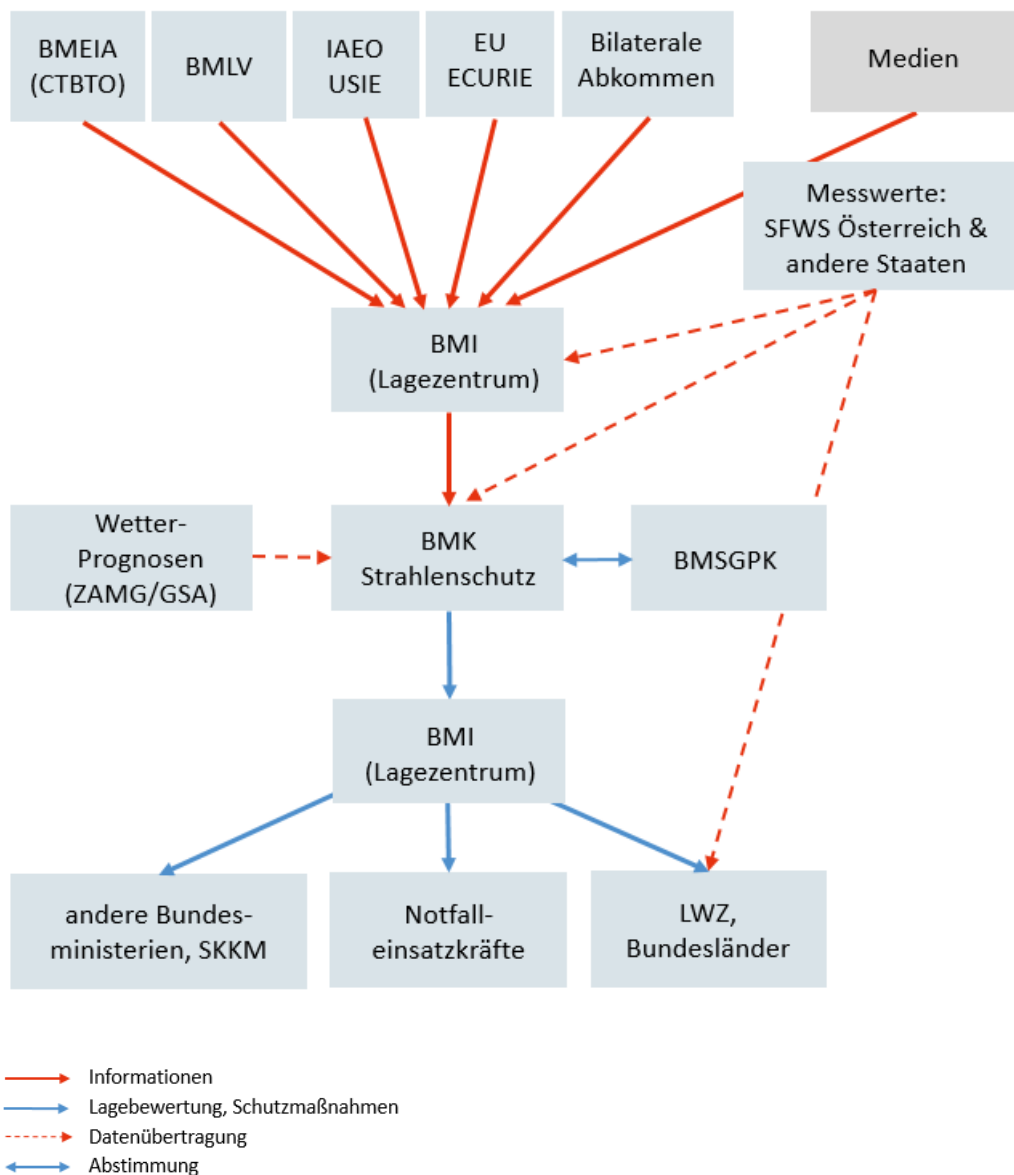 BMEIA
(CTBTO)
BMLV
IAEO
USIE
EU
ECURIE
Bilaterale
Abkommen
Medien
Messwerte:
SFWS Österreich &
andere Staaten
BMI
(Lagezentrum)
Wetter-
Prognosen
(ZAMG/GSA)
BMK
Strahlenschutz
BMSGPK
BMI
(Lagezentrum)
andere Bundes-
ministerien, SKKM
Notfall-
einsatzkräfte
LWZ,
Bundesländer
Informationen
Lagebewertung, Schutzmaßnahmen
Datenübertragung
Abstimmung